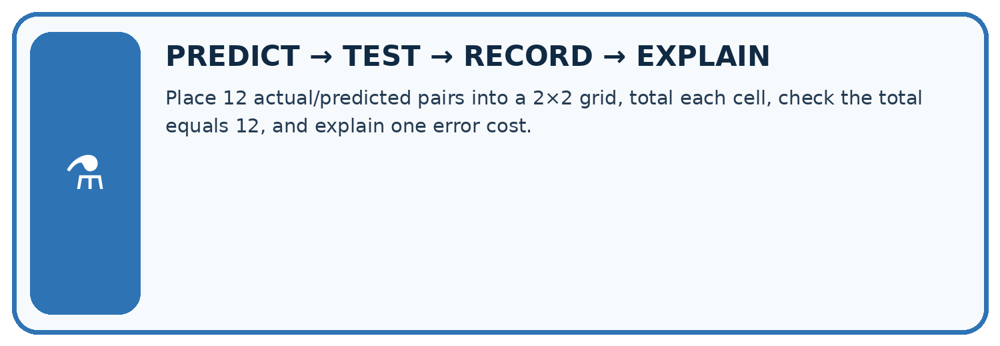 PREDICT → TEST → RECORD → EXPLAIN
Place 12 actual/predicted pairs into a 2×2 grid, total each cell, check the total
equals 12, and explain one error cost.